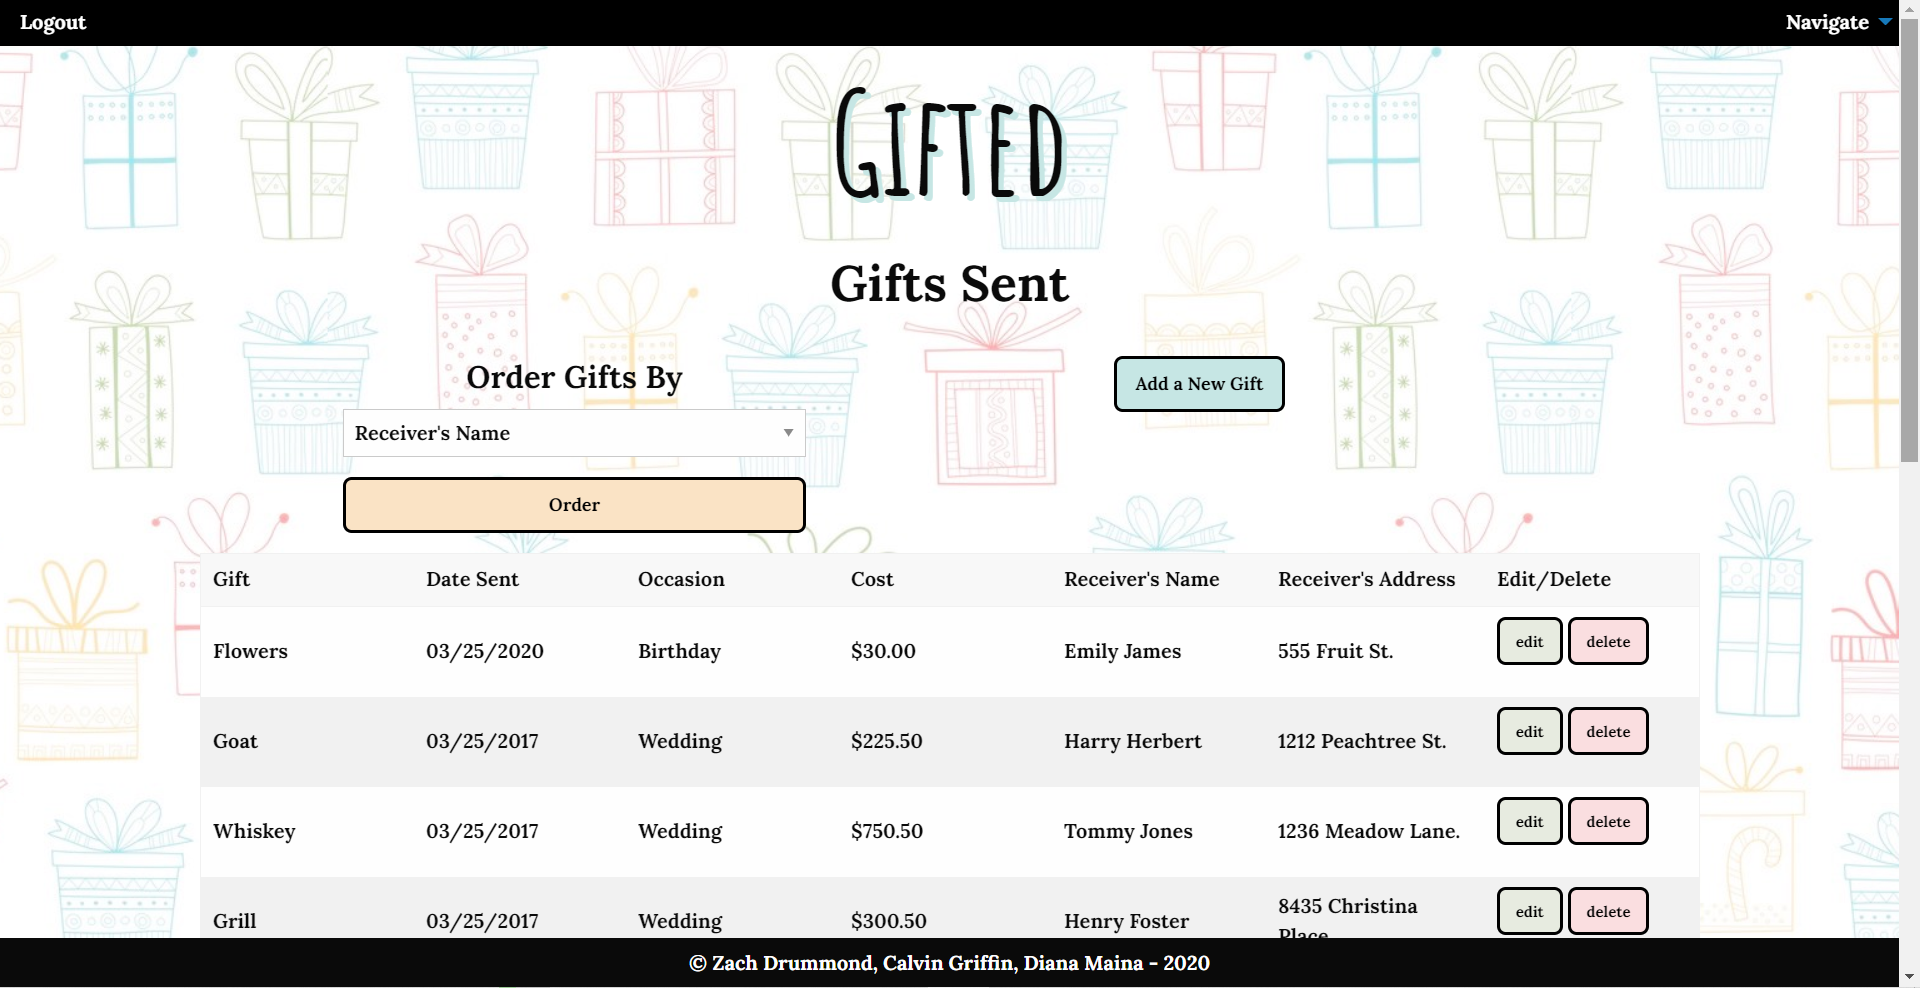 Logout
Navigate
Gifted
Gifts Sent
Order Gifts By
Add a New Gift
Receiver's Name
Order
Gift Date Sent Occasion Cost Receiver's Name Receiver's Address Edit/Delete
Flowers 03/25/2020 Birthday $30.00 Emily James 555 Fruit St. edit delete
Goat 03/25/2017 Wedding $225.50 Harry Herbert 1212 Peachtree St. edit delete
Whiskey 03/25/2017 Wedding $750.50 Tommy Jones 1236 Meadow Lane. edit delete
Grill 03/25/2017 Wedding $300.50 Henry Foster 8435 Christina edit delete
Place
© Zach Drummond, Calvin Griffin, Diana Maina - 2020